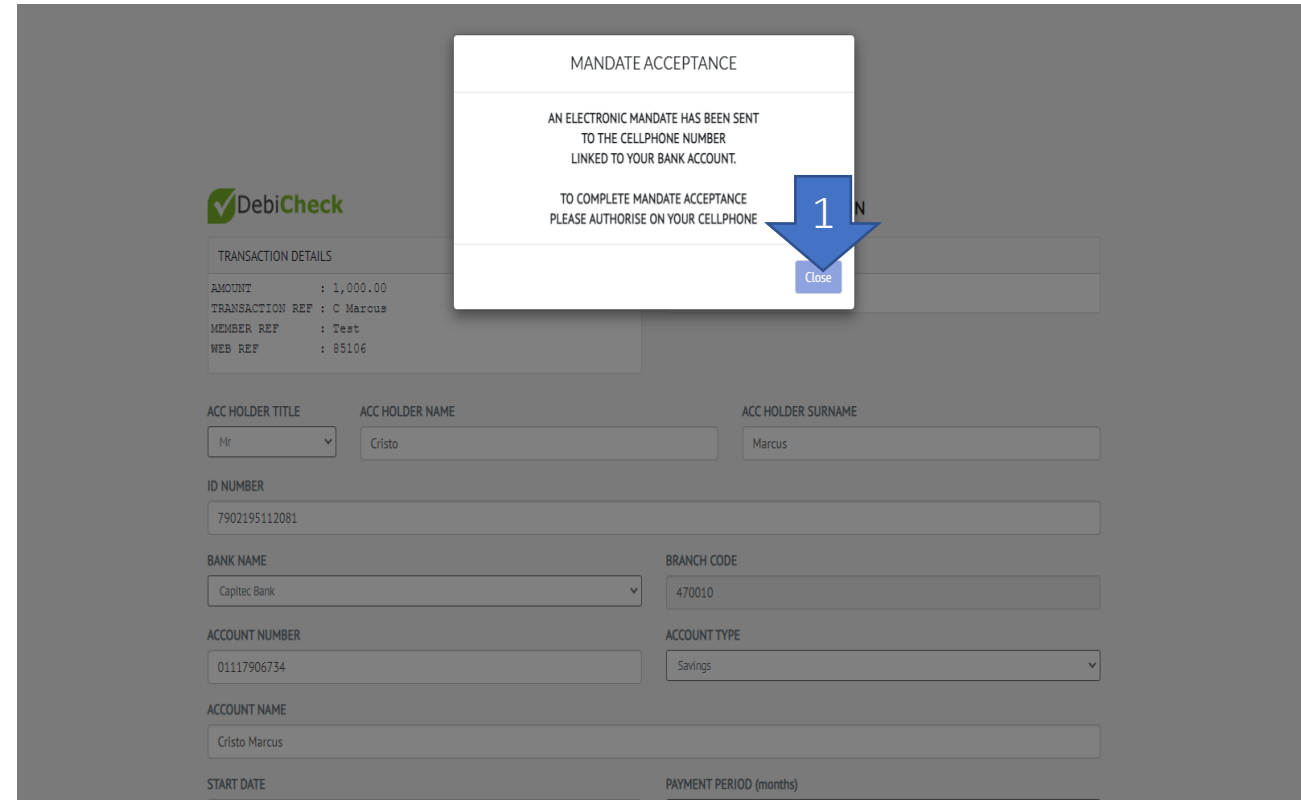 MANDATE ACCEPTANCE
AN ELECTRONIC MANDATE HAS BEEN SENT
TO THE CELLPHONE NUMBER
LINKED TO YOUR BANK ACCOUNT.
TO COMPLETE MANDATE ACCEPTANCE
PLEASE AUTHORISE ON YOUR CELLPHONE
1
Close
DebiCheck
N
TRANSACTION DETAILS
AMOUNT : 1,000.00
TRANSACTION REF : C Marcus
MEMBER REF : Test
WEB REF : 85106
ACC HOLDER TITLE ACC HOLDER NAME ACC HOLDER SURNAME
Mr Cristo Marcus
ID NUMBER
7902195112081
BANK NAME BRANCH CODE
Capitec Bank 470010
ACCOUNT NUMBER ACCOUNT TYPE
01117906734 Savings
ACCOUNT NAME
Cristo Marcus
START DATE PAYMENT PERIOD (months)